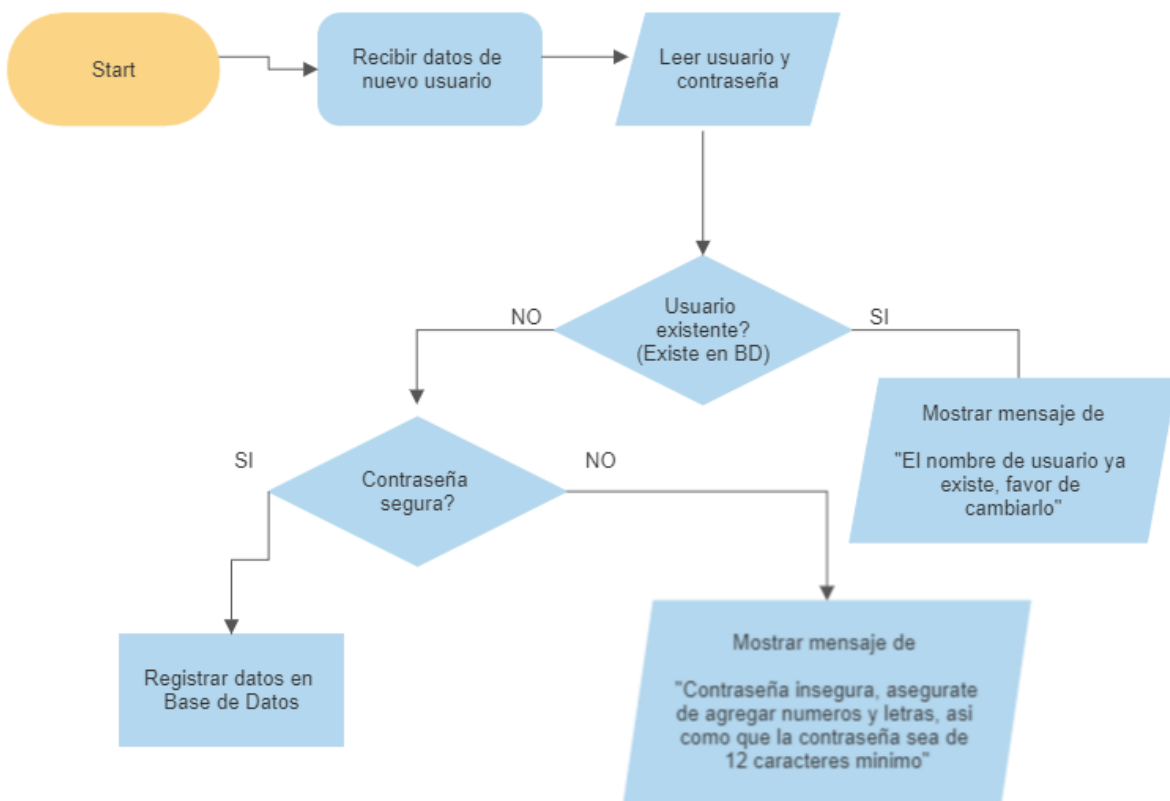 Start
Recibir datos de
nuevo usuario
Leer usuario y
contraseña
Usuario
existente?
(Existe en BD)
NO
SI
Mostrar mensaje de
"El nombre de usuario ya
existe, favor de
cambiarlo"
Contraseña
segura?
SI
NO
Registrar datos en
Base de Datos
Mostrar mensaje de
"Contraseña insegura, asegurate
de agregar numeros y letras, asi
como que la contraseña sea de
12 caracteres minimo"